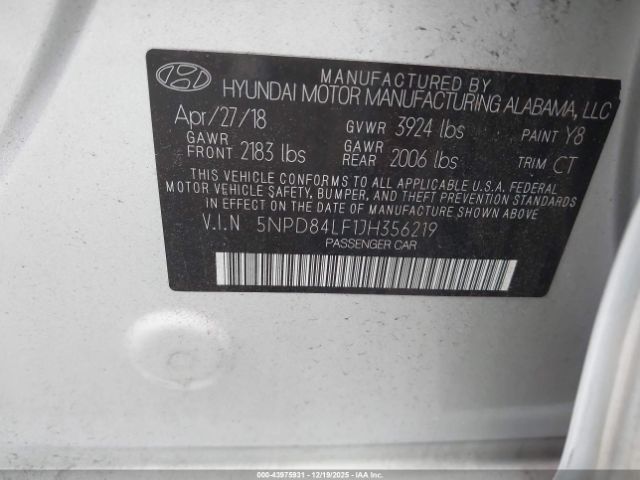 MANUFACTURED BY
HYUNDAI MOTOR MANUFACTURING ALABAMA, LLC
Apr/27/18 GVWR 3924 lbs PAINT Y8
GAWR FRONT 2183 lbs GAWR REAR 2006 lbs TRIM CT
THIS VEHICLE CONFORMS TO ALL APPLICABLE U.S.A. FEDERAL
MOTOR VEHICLE SAFETY, BUMPER, AND THEFT PREVENTION STANDARDS
IN EFFECT ON THE DATE OF MANUFACTURE SHOWN ABOVE.
V.I.N 5NPD84LF1JH356219
PASSENGER CAR
000-43975931 - 12/19/2025 - IAAI.COM